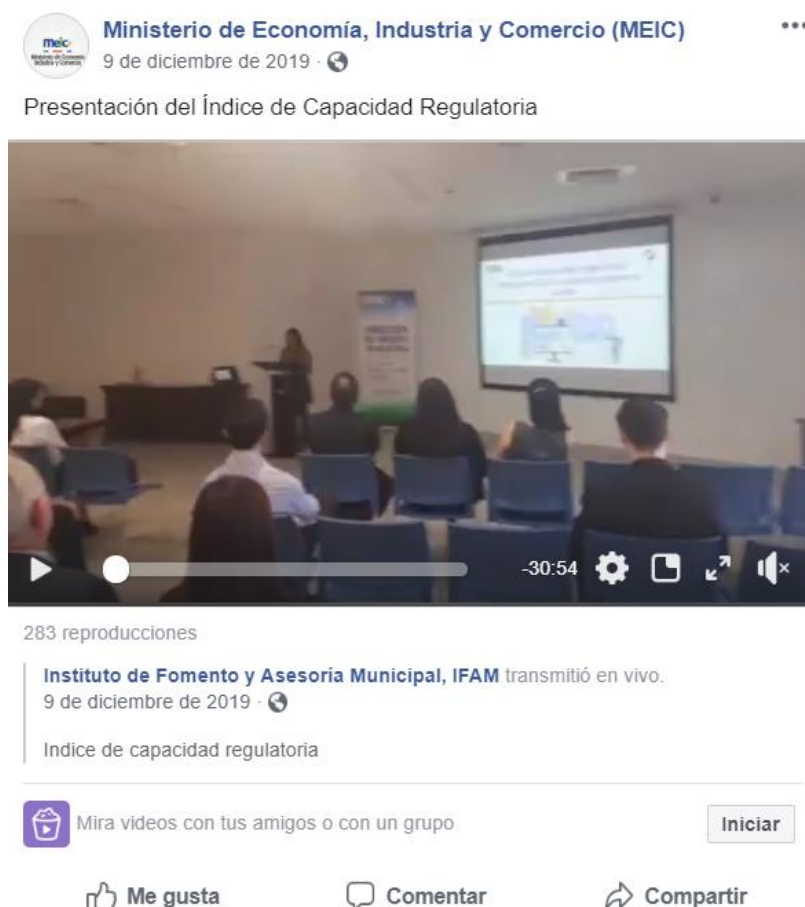 Ministerio de Economía, Industria y Comercio (MEIC)
meic
9 de diciembre de 2019 ·
Presentación del Índice de Capacidad Regulatoria
-30:54
283 reproducciones
Instituto de Fomento y Asesoría Municipal, IFAM transmitió en vivo.
9 de diciembre de 2019 ·
Indice de capacidad regulatoria
Mira videos con tus amigos o con un grupo
Iniciar
Me gusta
Comentar
Compartir